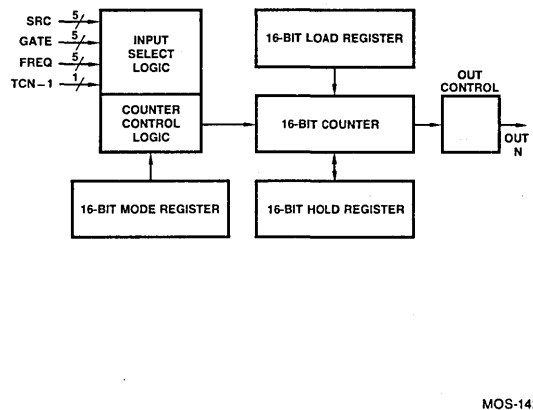 SRC 5
GATE 5
FREQ 5
TCN–1 1
INPUT
SELECT
LOGIC
COUNTER
CONTROL
LOGIC
16-BIT MODE REGISTER
16-BIT LOAD REGISTER
16-BIT COUNTER
16-BIT HOLD REGISTER
OUT
CONTROL
OUT
N
MOS-14